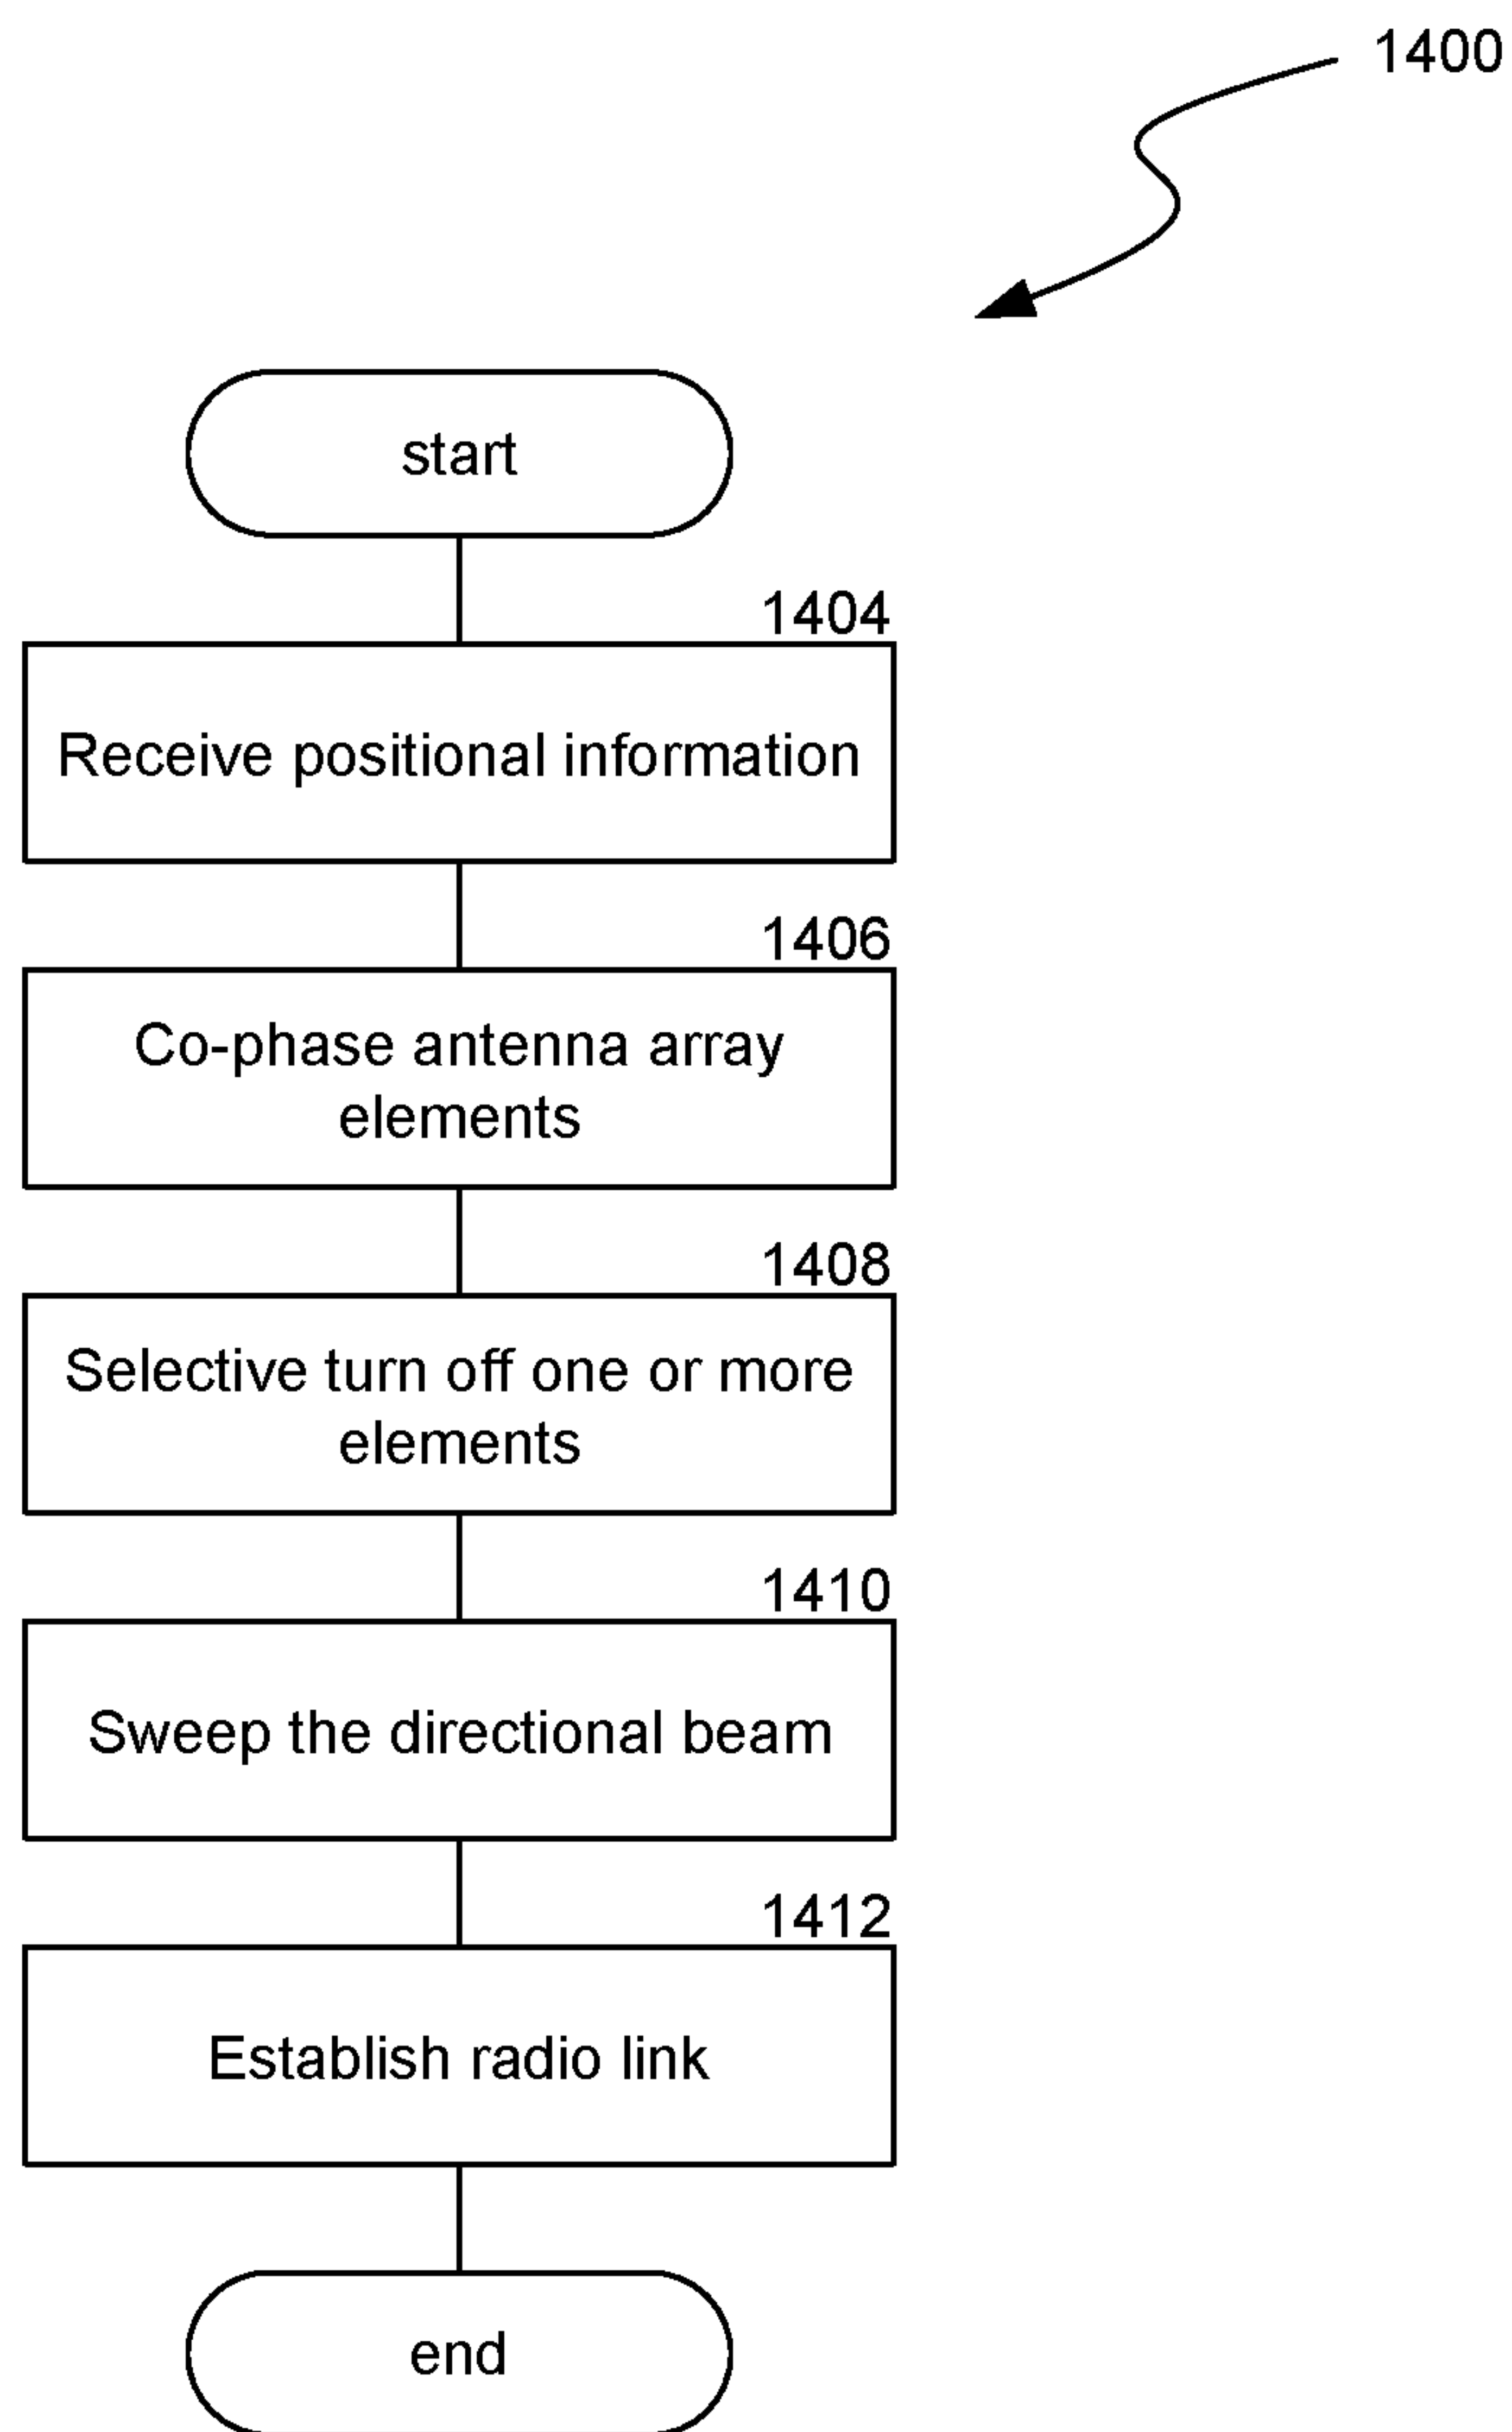 1400
start
1404
Receive positional information
1406
Co-phase antenna array
elements
1408
Selective turn off one or more
elements
1410
Sweep the directional beam
1412
Establish radio link
end